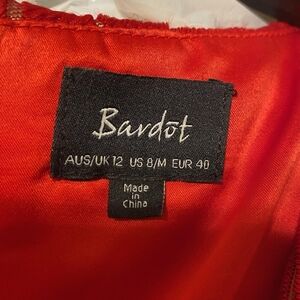 Bardot
AUS/UK 12 US 8/M EUR 40
Made
in
China